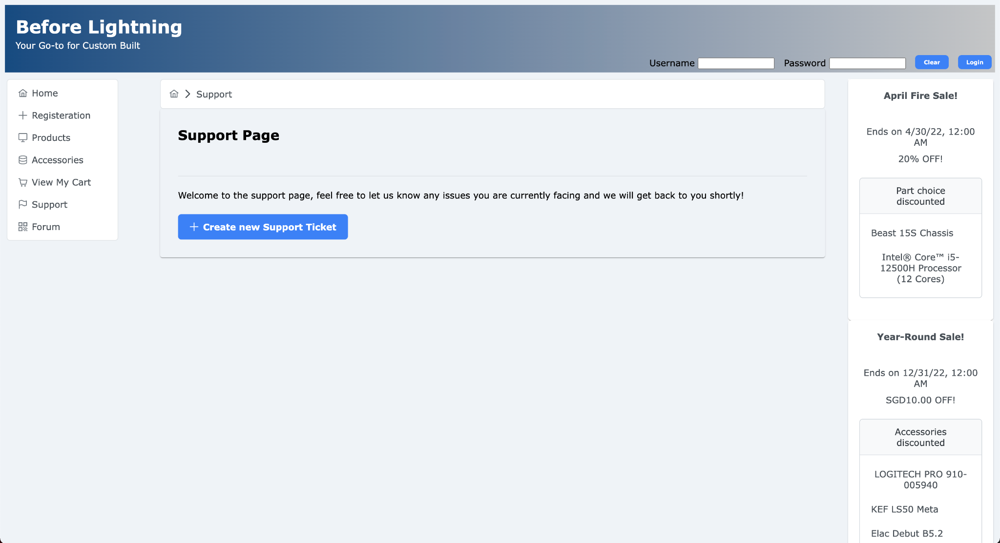 Before Lightning
Your Go-to for Custom Built
Username
Password
Clear
Login
Home
Registeration
Products
Accessories
View My Cart
Support
Forum
Support
Support Page
Welcome to the support page, feel free to let us know any issues you are currently facing and we will get back to you shortly!
Create new Support Ticket
April Fire Sale!
Ends on 4/30/22, 12:00
AM
20% OFF!
Part choice
discounted
Beast 15S Chassis
Intel® Core™ i5-
12500H Processor
(12 Cores)
Year-Round Sale!
Ends on 12/31/22, 12:00
AM
SGD10.00 OFF!
Accessories
discounted
LOGITECH PRO 910-
005940
KEF LS50 Meta
Elac Debut B5.2